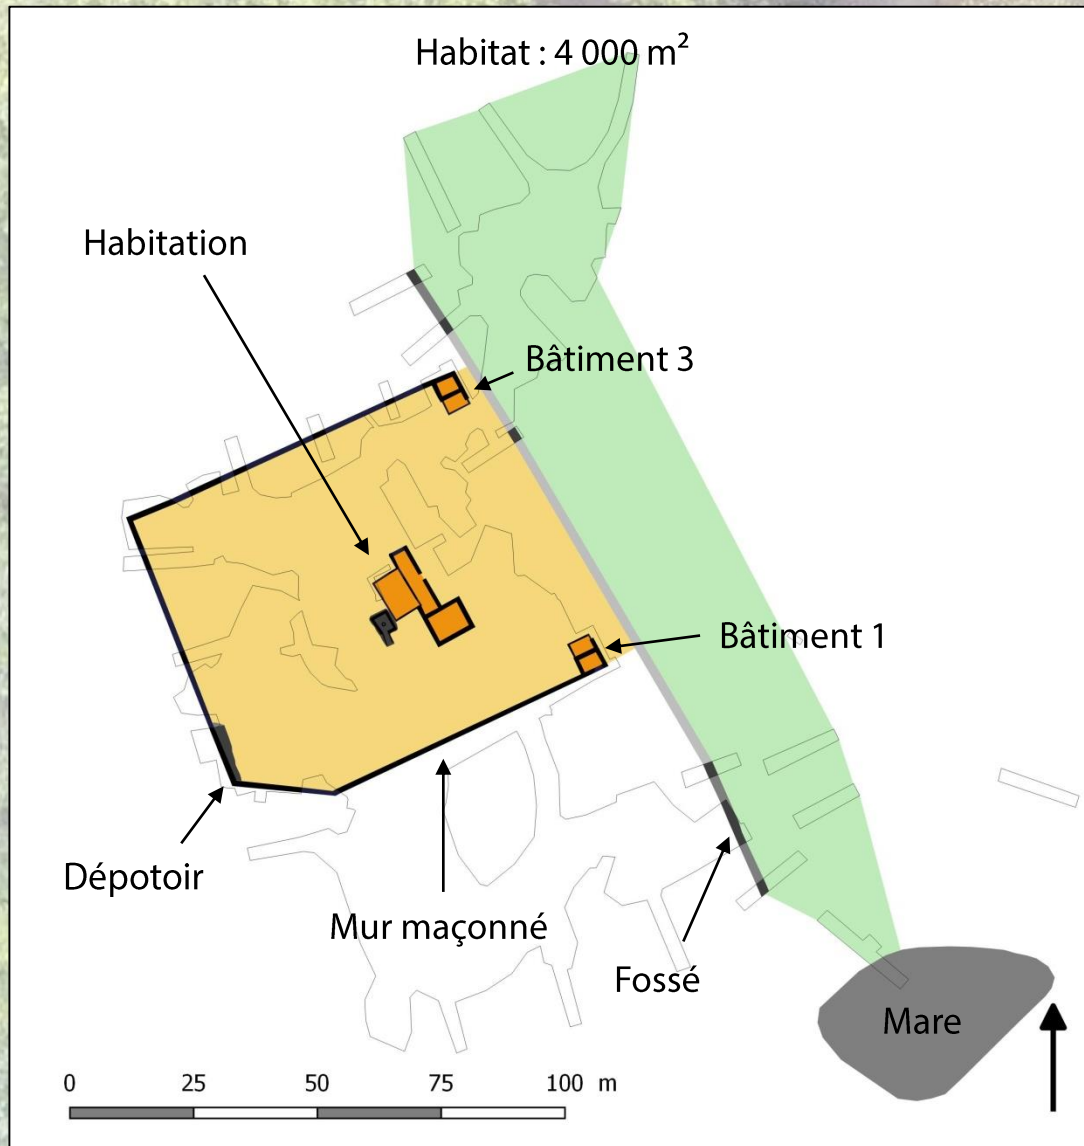 Habitat : 4 000 m²
Habitation
Bâtiment 3
Bâtiment 1
Dépotoir
Mur maçonné
Fossé
Mare
0 25 50 75 100 m